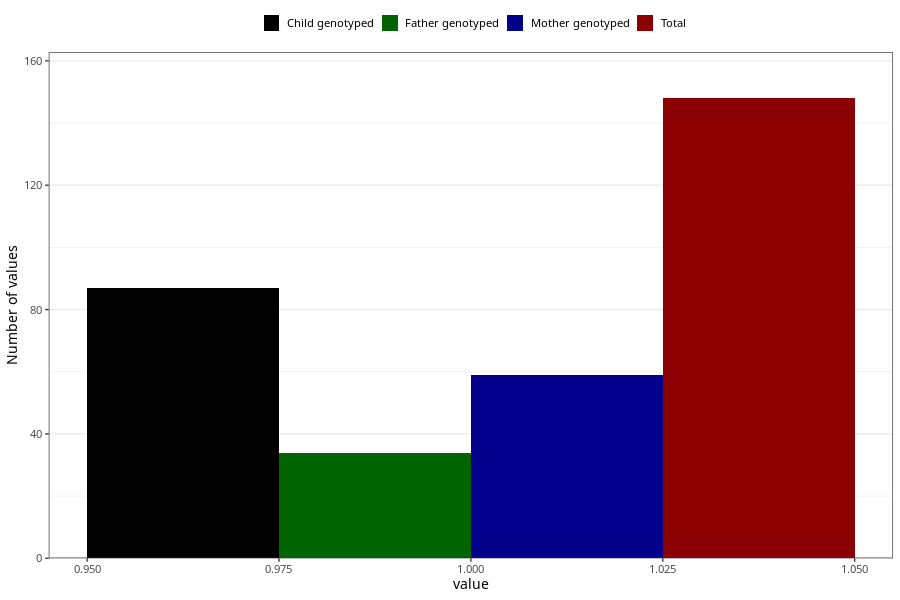 Child genotyped Father genotyped Mother genotyped Total
160
120
80
40
0
Number of values
0.950 0.975 1.000 1.025 1.050
value